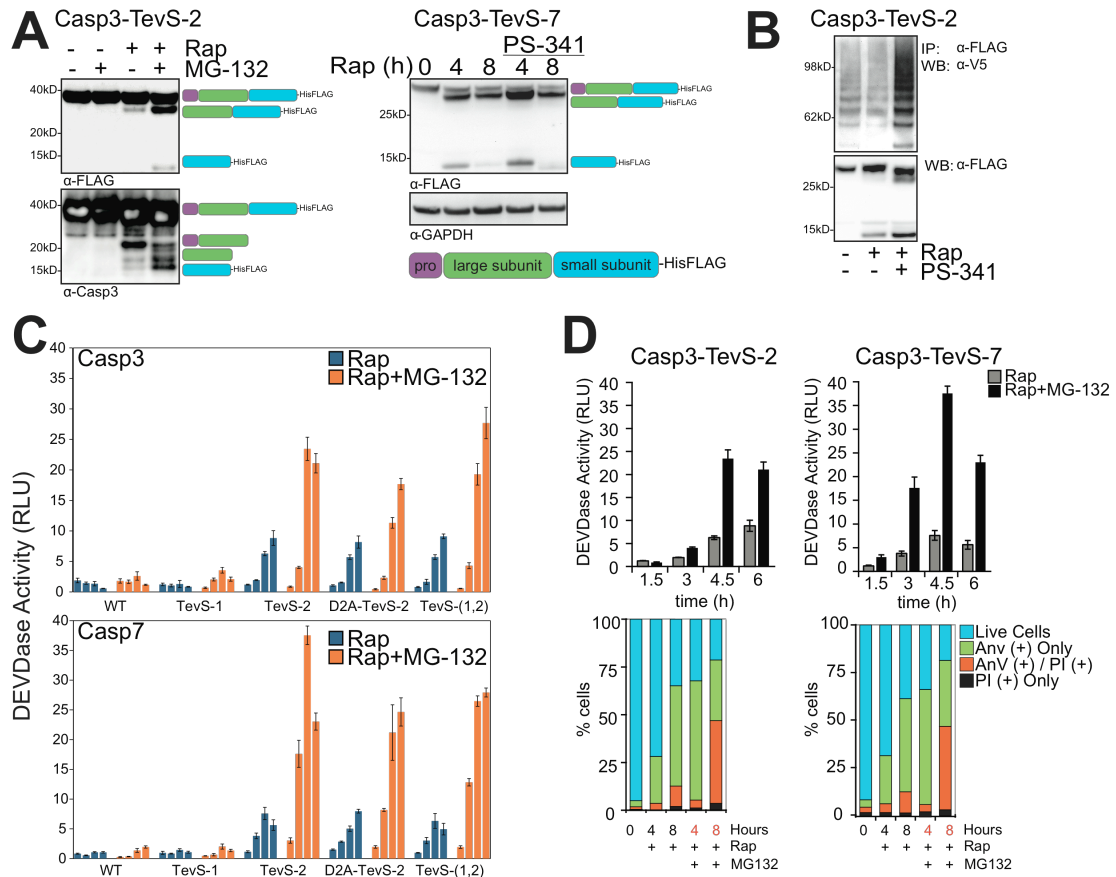 A
Casp3-TevS-2
- - + + Rap
- + - + MG-132
40kD
20kD
15kD
-HisFLAG
-HisFLAG
-HisFLAG
α-FLAG
40kD
20kD
15kD
-HisFLAG
-HisFLAG
α-Casp3
Casp3-TevS-7
PS-341
Rap (h) 0 4 8 4 8
25kD
15kD
-HisFLAG
-HisFLAG
-HisFLAG
α-FLAG
α-GAPDH
pro large subunit small subunit -HisFLAG
B
Casp3-TevS-2
98kD
62kD
IP: α-FLAG
WB: α-V5
25kD
15kD
WB: α-FLAG
- + + Rap
- - + PS-341
C
DEVDase Activity (RLU)
Casp3
Rap
Rap+MG-132
40
35
30
25
20
15
10
5
0
WT TevS-1 TevS-2 D2A-TevS-2 TevS-(1,2)
Casp7
Rap
Rap+MG-132
40
35
30
25
20
15
10
5
0
WT TevS-1 TevS-2 D2A-TevS-2 TevS-(1,2)
D
Casp3-TevS-2
DEVDase Activity (RLU)
40
35
30
25
20
15
10
5
0
1.5 3 4.5 6
time (h)
Casp3-TevS-7
Rap
Rap+MG-132
DEVDase Activity (RLU)
40
35
30
25
20
15
10
5
0
1.5 3 4.5 6
time (h)
% cells
100
75
50
25
0
0 4 8 4 8 Hours
+ + + + Rap
+ + MG132
% cells
100
75
50
25
0
Live Cells
Anv (+) Only
AnV (+) / PI (+)
PI (+) Only
0 4 8 4 8 Hours
+ + + + Rap
+ + MG132